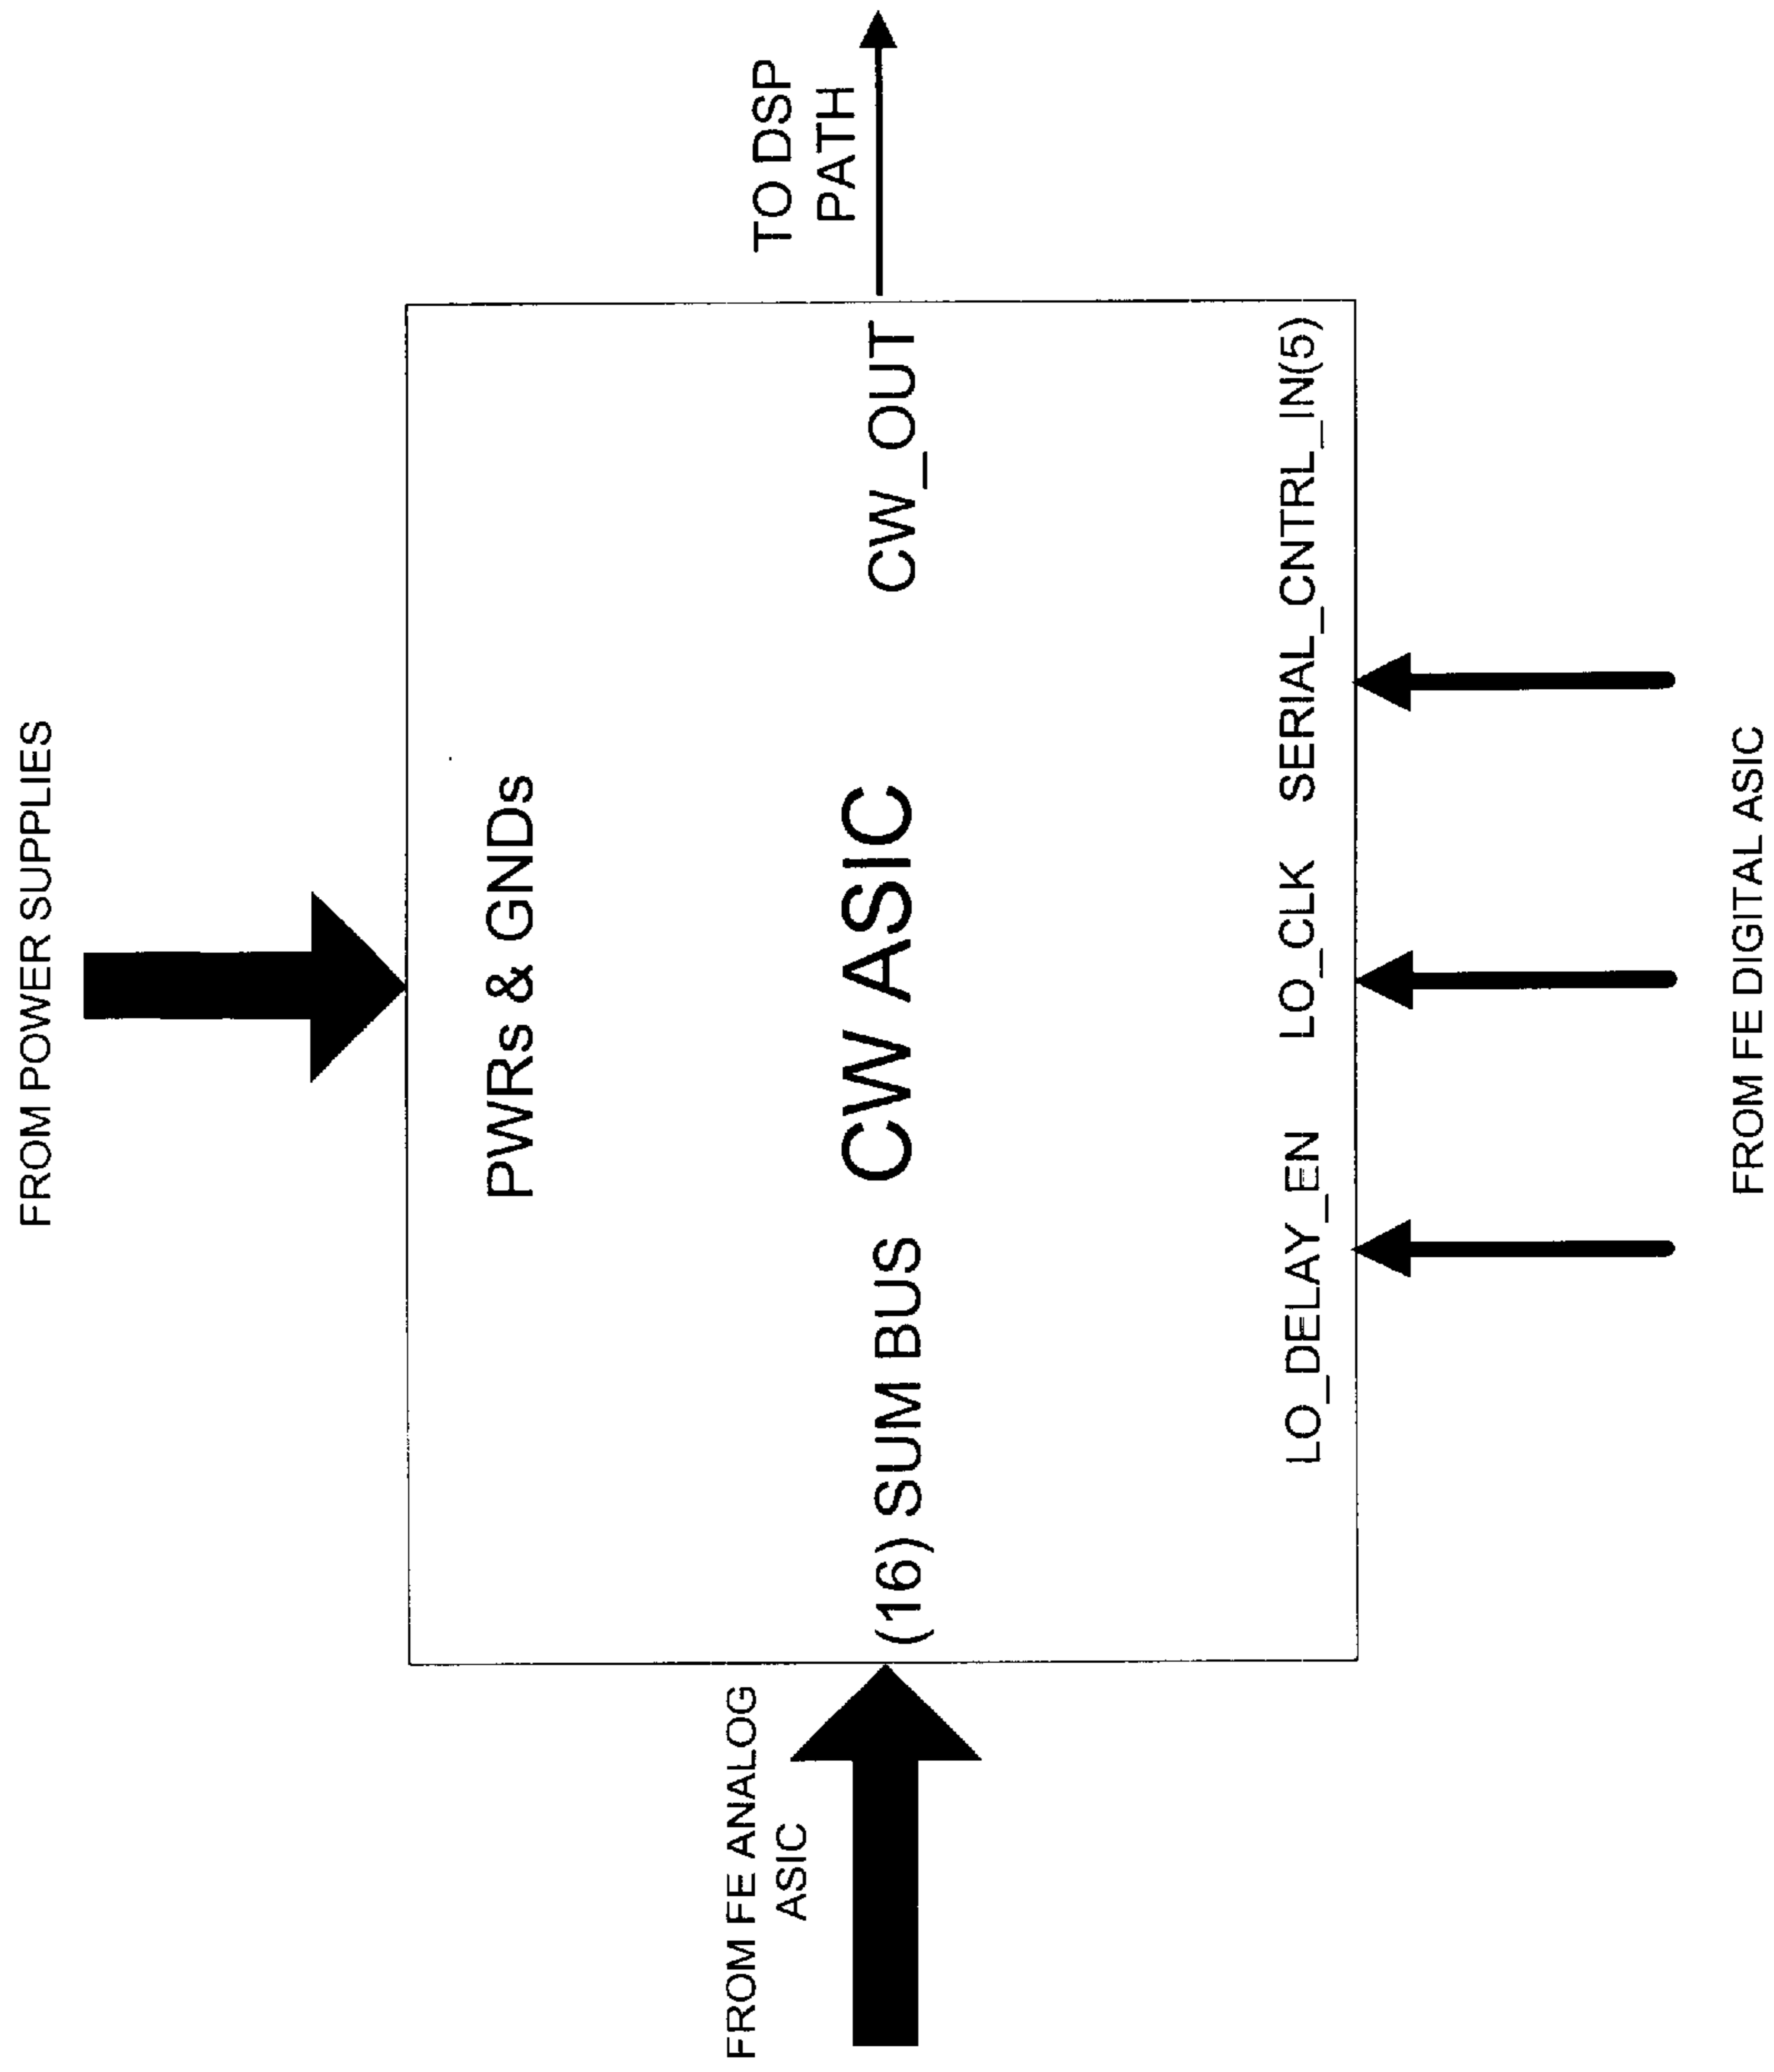 FROM POWER SUPPLIES
PWRs & GNDs
FROM FE ANALOG
ASIC
(16) SUM BUS
CW ASIC
CW_OUT
TO DSP
PATH
LO_DELAY_EN
LO_CLK
SERIAL_CNTRL_IN(5)
FROM FE DIGITAL ASIC